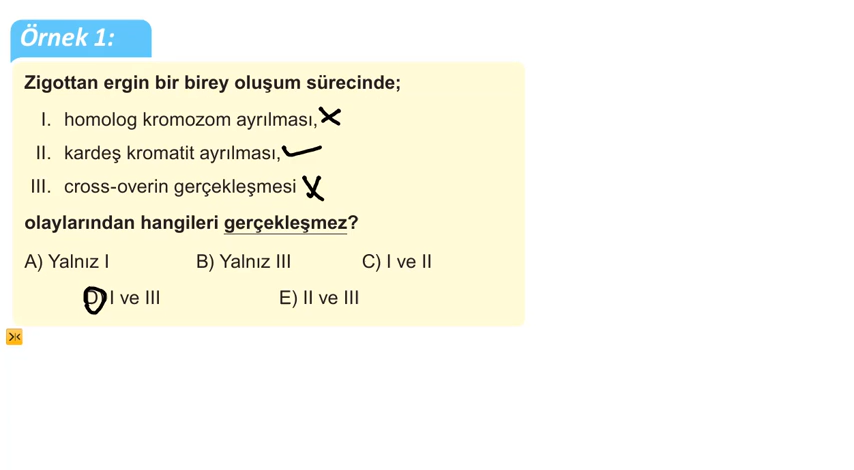 Örnek 1:
Zigottan ergin bir birey oluşum sürecinde;
I. homolog kromozom ayrılması,
II. kardeş kromatit ayrılması,
III. cross-overin gerçekleşmesi
olaylarından hangileri gerçekleşmez?
A) Yalnız I B) Yalnız III C) I ve II
D) I ve III E) II ve III